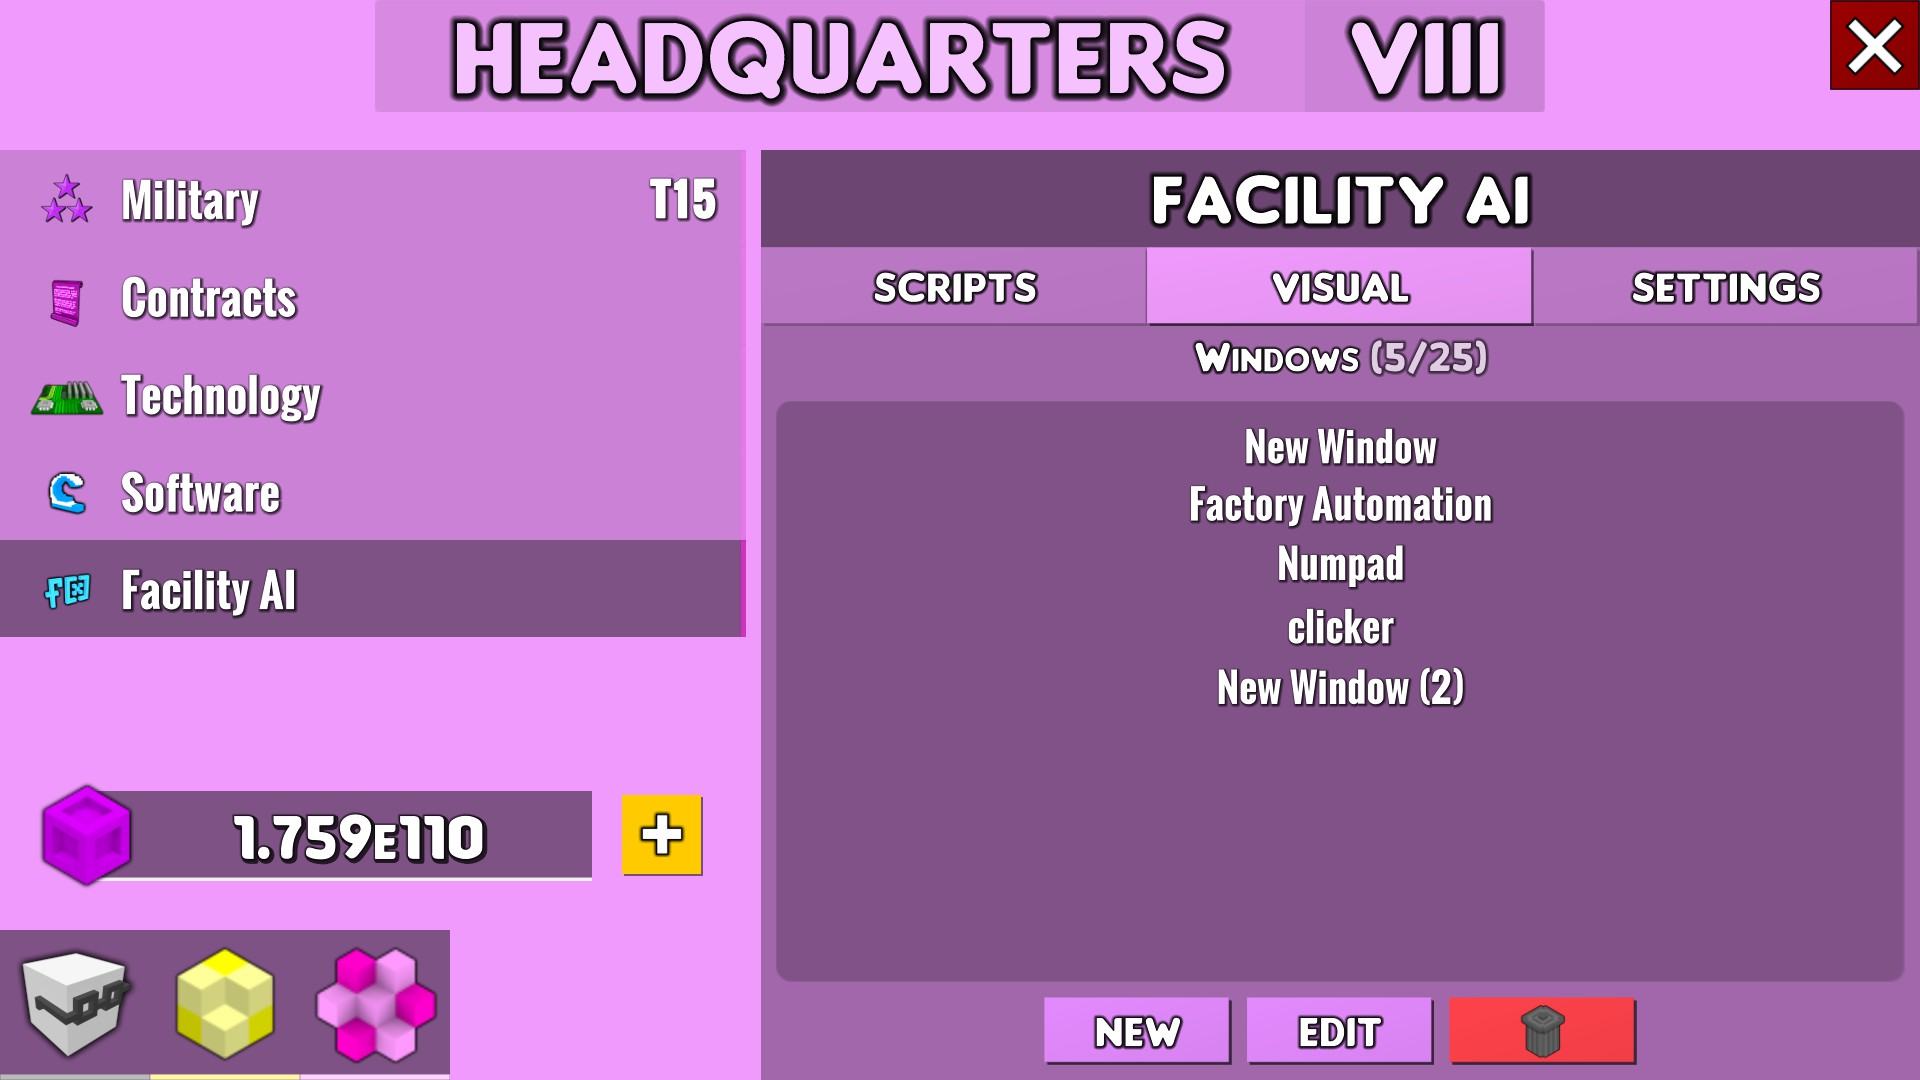 HEADQUARTERS VIII
Military T15
Contracts
Technology
Software
Facility AI
1.759E110
+
FACILITY AI
SCRIPTS VISUAL SETTINGS
WINDOWS (5/25)
New Window
Factory Automation
Numpad
clicker
New Window (2)
NEW EDIT